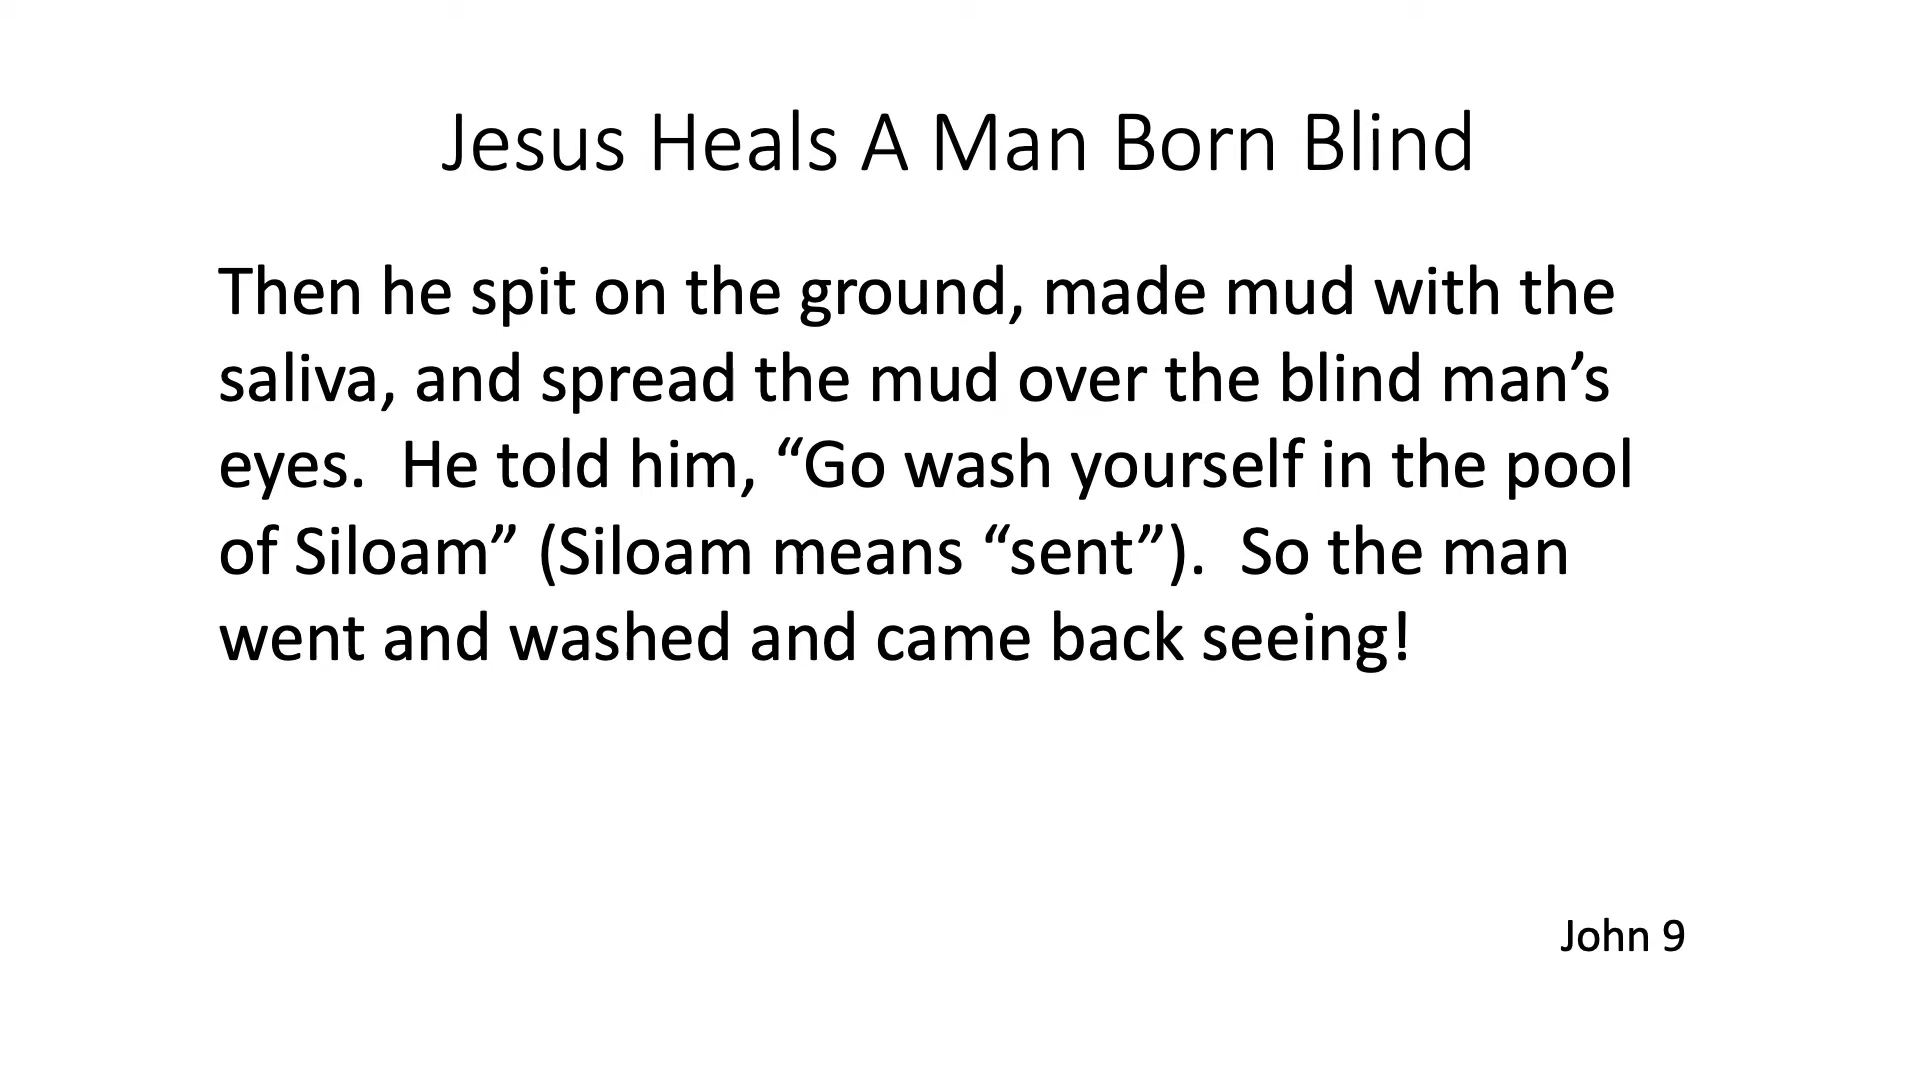 Jesus Heals A Man Born Blind
Then he spit on the ground, made mud with the
saliva, and spread the mud over the blind man’s
eyes.  He told him, “Go wash yourself in the pool
of Siloam” (Siloam means “sent”).  So the man
went and washed and came back seeing!
John 9